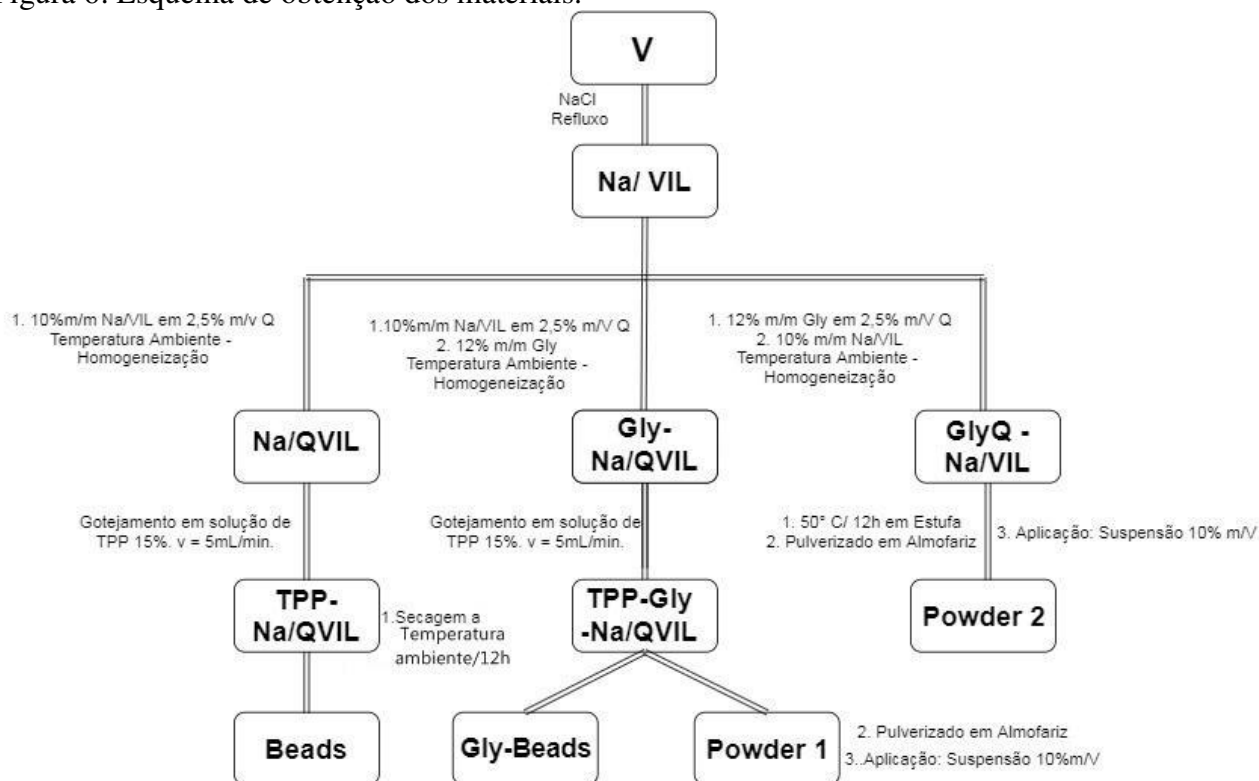 Figura 6: Esquema de obtenção dos materiais.
V
NaCl
Refluxo
Na/ VIL
1. 10%m/m Na/VIL em 2,5% m/v Q
Temperatura Ambiente -
Homogeneização
1.10%m/m Na/VIL em 2,5% m/V Q
2. 12% m/m Gly
Temperatura Ambiente -
Homogeneização
1. 12% m/m Gly em 2,5% m/V Q
2. 10% m/m Na/VIL
Temperatura Ambiente -
Homogeneização
Na/QVIL
Gly-
Na/QVIL
GlyQ -
Na/VIL
Gotejamento em solução de
TPP 15%. v = 5mL/min.
Gotejamento em solução de
TPP 15%. v = 5mL/min.
1. 50° C/ 12h em Estufa
2. Pulverizado em Almofariz
3. Aplicação: Suspensão 10% m/V
TPP-
Na/QVIL
1.Secagem a
Temperatura
ambiente/12h
TPP-Gly
-Na/QVIL
Powder 2
Beads
Gly-Beads
Powder 1
2. Pulverizado em Almofariz
3..Aplicação: Suspensão 10%m/V